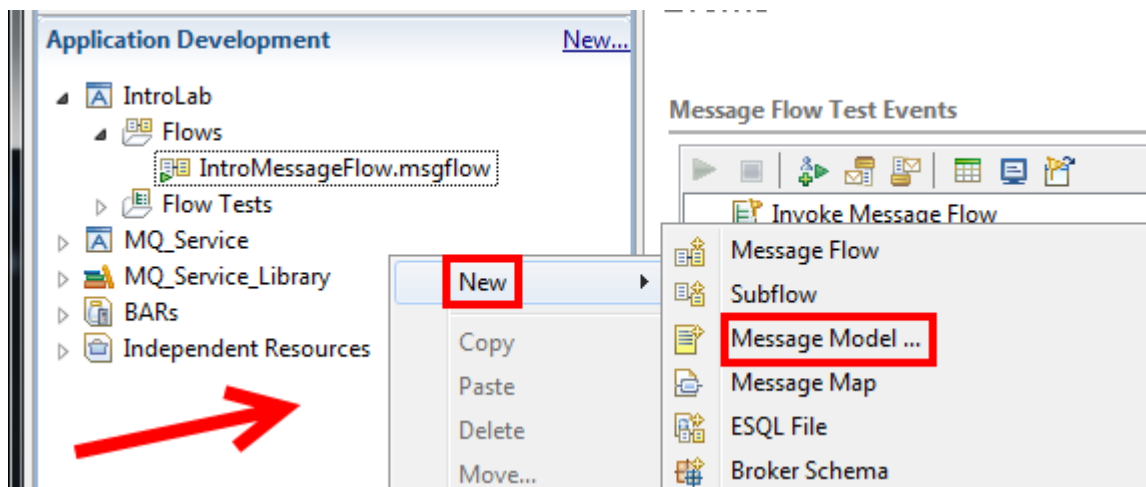 Application Development New...
IntroLab
Flows
IntroMessageFlow.msgflow
Flow Tests
MQ_Service
MQ_Service_Library
BARs
Independent Resources
New
Copy
Paste
Delete
Move...
Message Flow Test Events
Invoke Message Flow
Message Flow
Subflow
Message Model ...
Message Map
ESQL File
Broker Schema